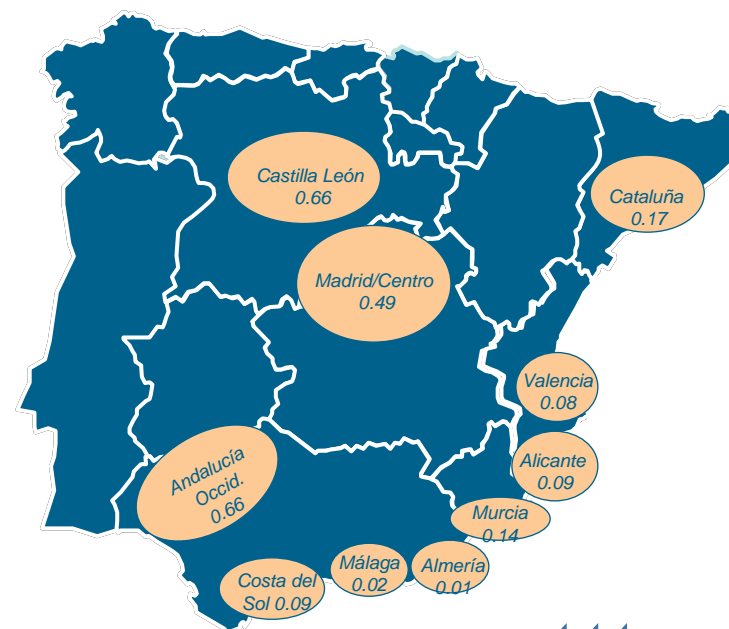 Castilla León
0.66
Cataluña
0.17
Madrid/Centro
0.49
Valencia
0.08
Alicante
0.09
Andalucía
Occid.
0.66
Murcia
0.14
Málaga
0.02
Almería
0.01
Costa del
Sol 0.09